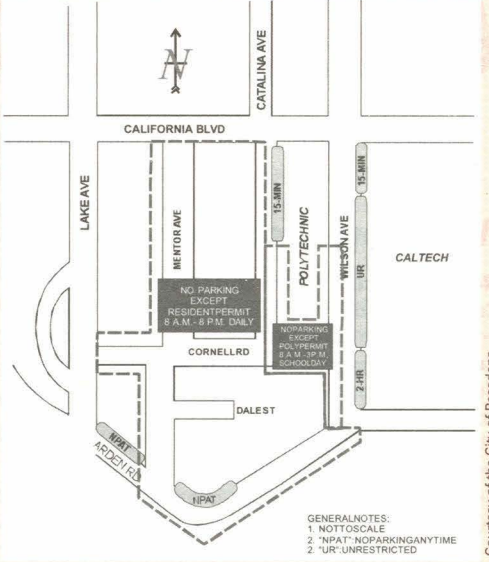 N
CATALINA AVE
CALIFORNIA BLVD
LAKE AVE
MENTOR AVE
15-MIN
POLYTECHNIC
WILSON AVE
15-MIN
UR
CALTECH
NO PARKING
EXCEPT
RESIDENTPERMIT
8 A.M.- 8 P.M. DAILY
NOPARKING
EXCEPT
POLYPERMIT
8 A.M -3P.M.
SCHOOLDAY
CORNELLRD
2-HR
DALEST
NPAT
ARDEN RD
NPAT
GENERALNOTES:
1. NOTTOSCALE
2. "NPAT":NOPARKINGANYTIME
2. "UR":UNRESTRICTED
Courtesy of the City of Pasadena